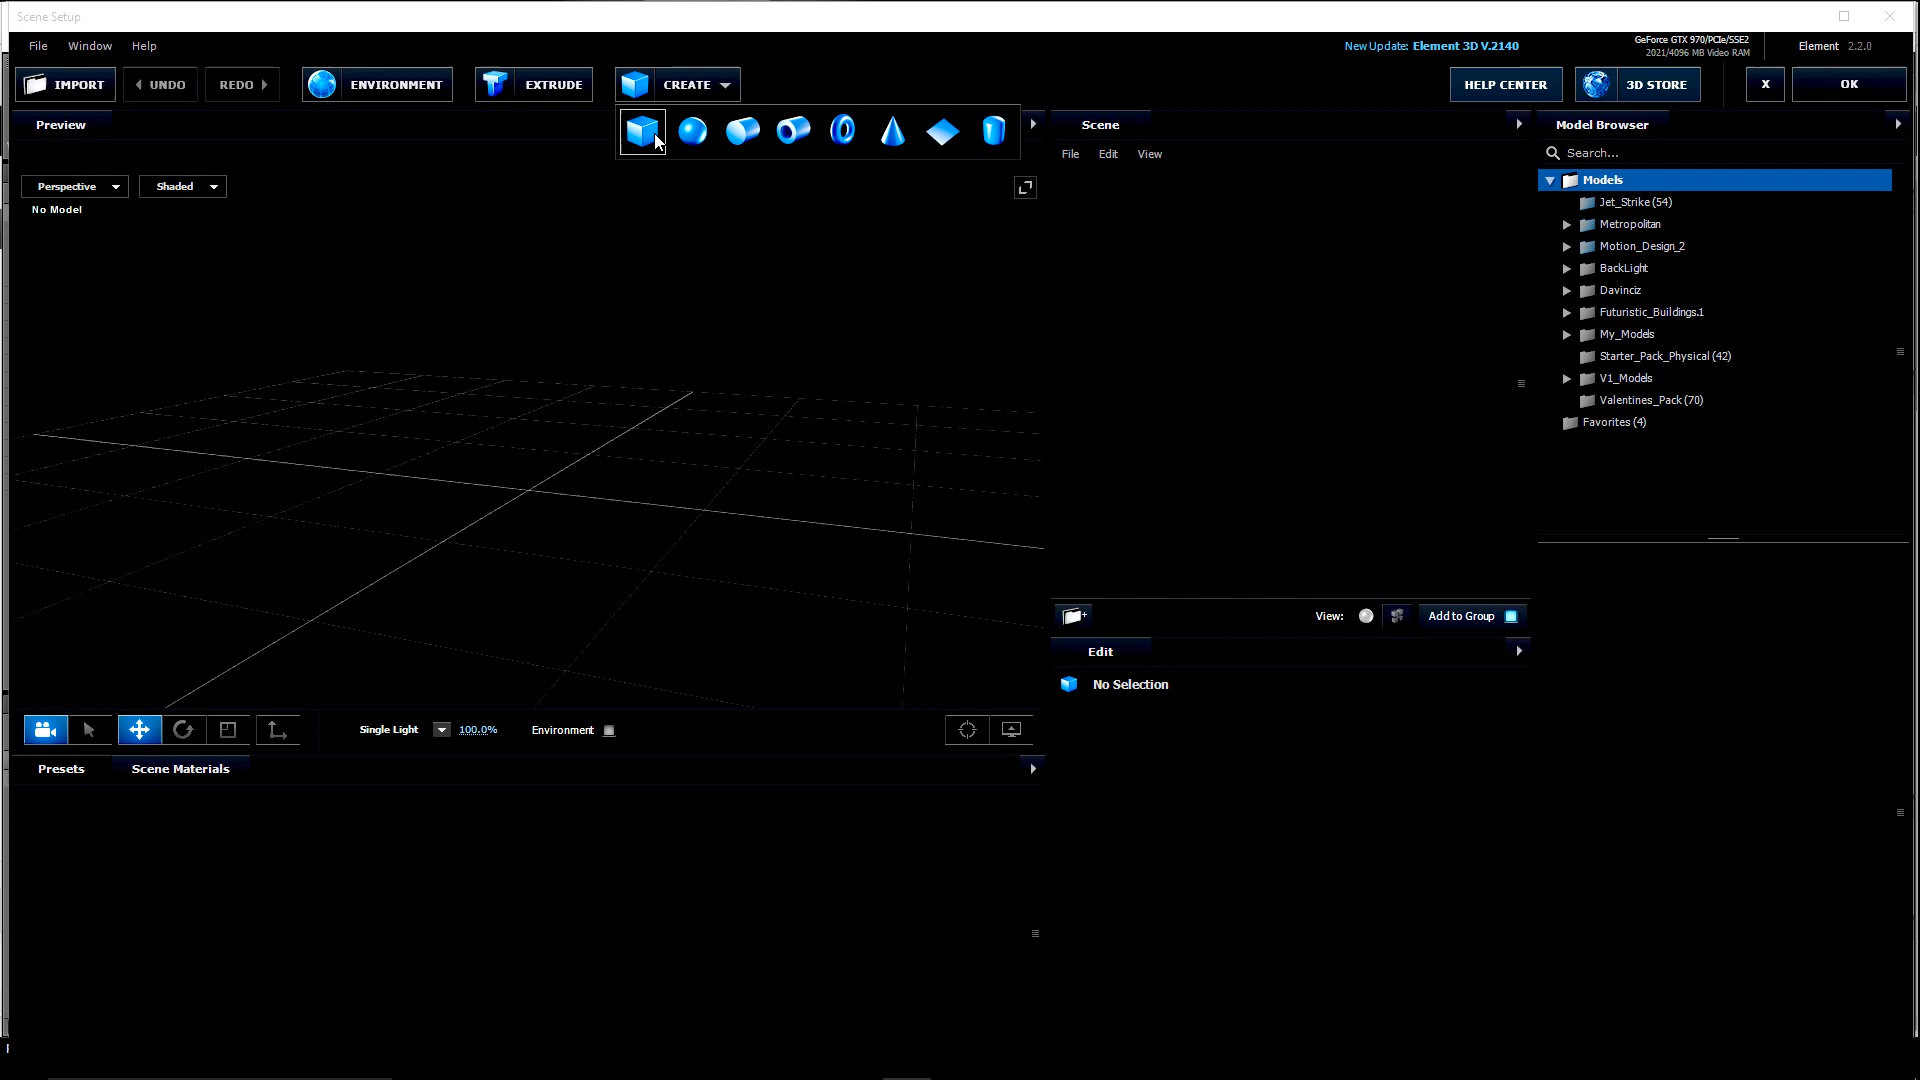 Scene Setup
File Window Help
New Update: Element 3D V.2140
GeForce GTX 970/PCIe/SSE2
2021/4096 MB Video RAM
Element 2.2.0
IMPORT
UNDO
REDO
ENVIRONMENT
EXTRUDE
CREATE
HELP CENTER
3D STORE
X
OK
Preview
Scene
Model Browser
File Edit View
Search...
Perspective
Shaded
No Model
Models
Jet_Strike (54)
Metropolitan
Motion_Design_2
BackLight
Davinciz
Futuristic_Buildings.1
My_Models
Starter_Pack_Physical (42)
V1_Models
Valentines_Pack (70)
Favorites (4)
View:
Add to Group
Edit
No Selection
Single Light
100.0%
Environment
Presets
Scene Materials